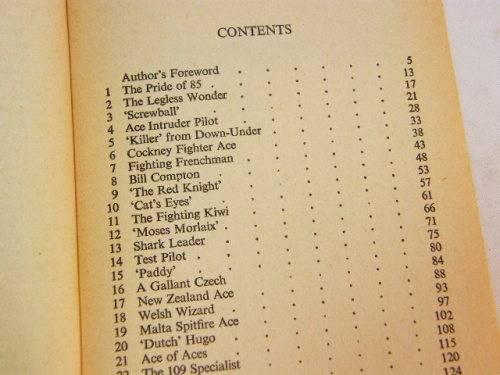 CONTENTS
Author's Foreword . . . . . 5
1 The Pride of 85 . . . . . 13
2 The Legless Wonder . . . . . 17
3 'Screwball' . . . . . 21
4 Ace Intruder Pilot . . . . . 28
5 'Killer' from Down-Under . . . . . 33
6 Cockney Fighter Ace . . . . . 38
7 Fighting Frenchman . . . . . 43
8 Bill Compton . . . . . 48
9 'The Red Knight' . . . . . 53
10 'Cat's Eyes' . . . . . 57
11 The Fighting Kiwi . . . . . 61
12 'Moses Morlaix' . . . . . 66
13 Shark Leader . . . . . 71
14 Test Pilot . . . . . 75
15 'Paddy' . . . . . 80
16 A Gallant Czech . . . . . 84
17 New Zealand Ace . . . . . 88
18 Welsh Wizard . . . . . 93
19 Malta Spitfire Ace . . . . . 97
20 'Dutch' Hugo . . . . . 102
21 Ace of Aces . . . . . 108
22 The 109 Specialist . . . . . 115
120
124